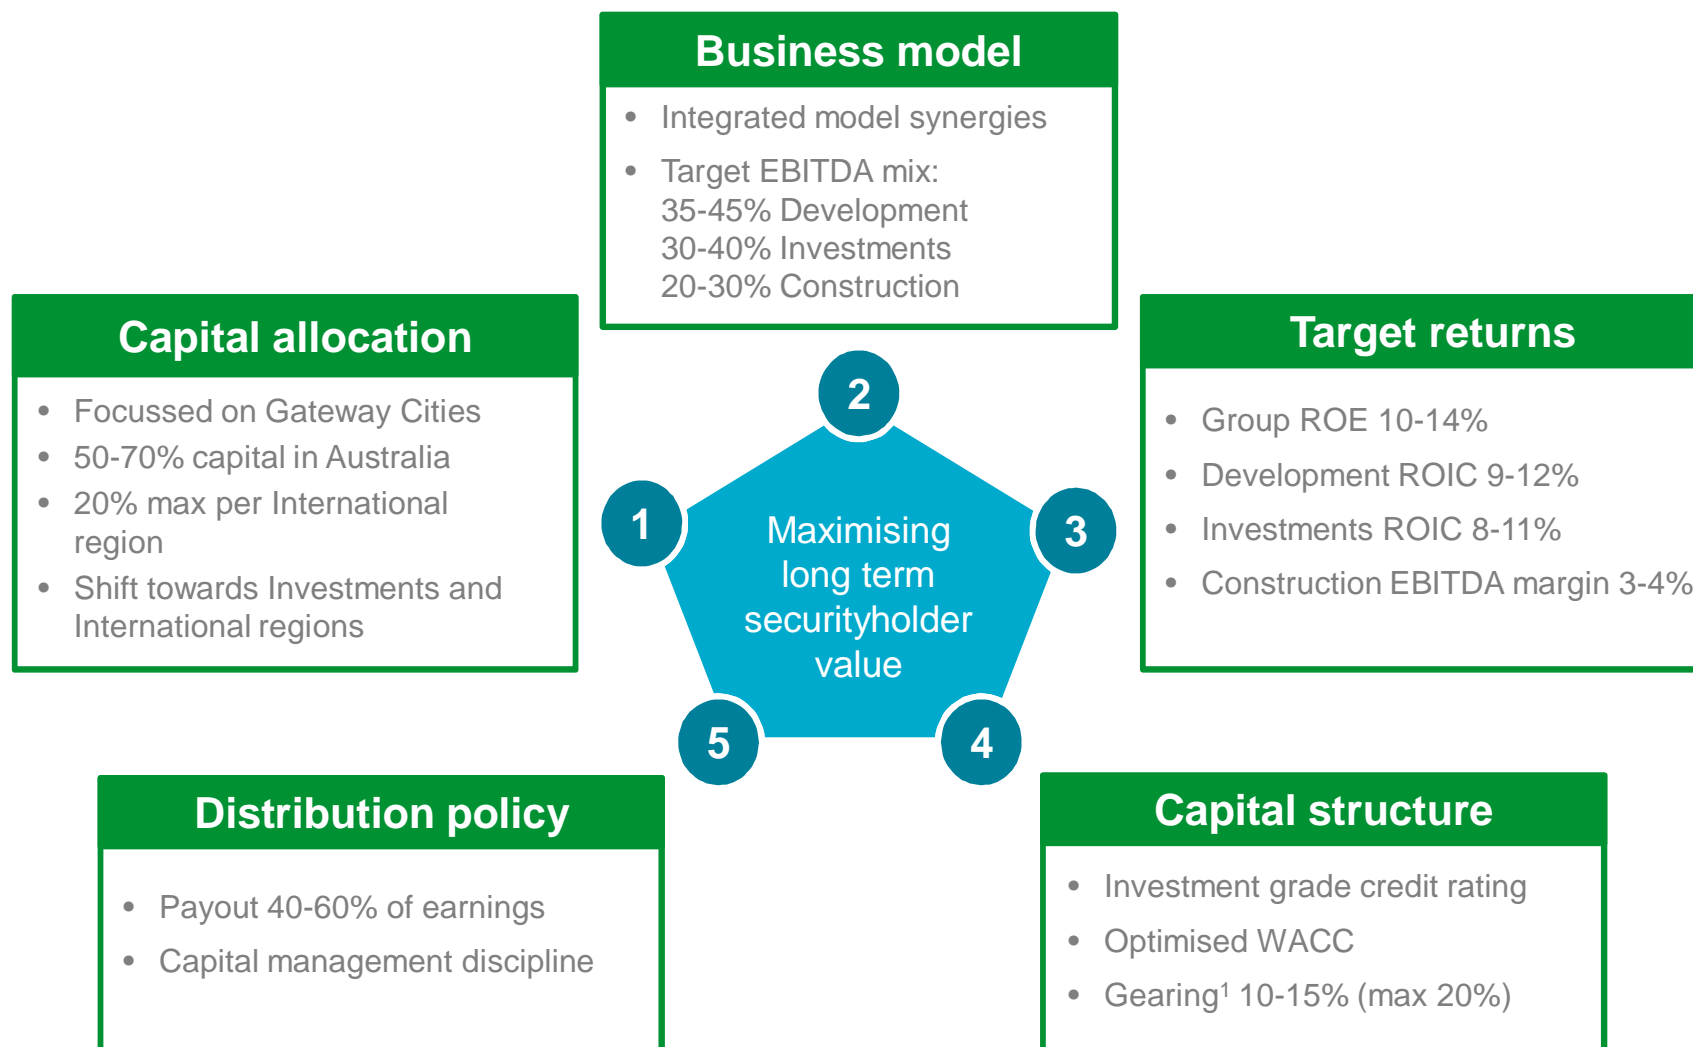 Business model
• Integrated model synergies
• Target EBITDA mix:
35-45% Development
30-40% Investments
20-30% Construction
Capital allocation
• Focussed on Gateway Cities
• 50-70% capital in Australia
• 20% max per International
region
• Shift towards Investments and
International regions
Target returns
• Group ROE 10-14%
• Development ROIC 9-12%
• Investments ROIC 8-11%
• Construction EBITDA margin 3-4%
2
1
3
Maximising
long term
securityholder
value
5
4
Distribution policy
• Payout 40-60% of earnings
• Capital management discipline
Capital structure
• Investment grade credit rating
• Optimised WACC
• Gearing¹ 10-15% (max 20%)